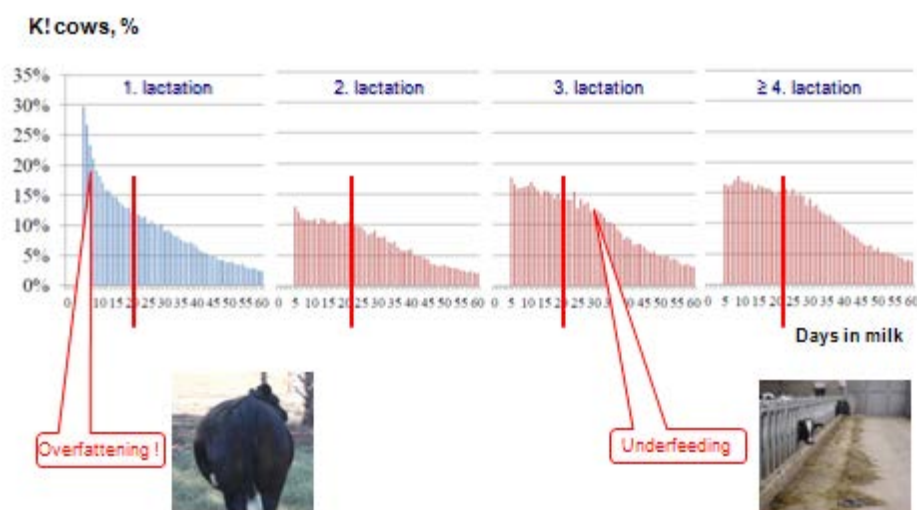 K! cows, %
35%
30%
25%
20%
15%
10%
5%
0%
1. lactation
2. lactation
3. lactation
≥ 4. lactation
0 10 15 20 25 30 35 40 45 50 55 60
0 5 10 15 20 25 30 35 40 45 50 55 60
0 5 10 15 20 25 30 35 40 45 50 55 60
0 5 10 15 20 25 30 35 40 45 50 55 60
Days in milk
Overfattening !
Underfeeding